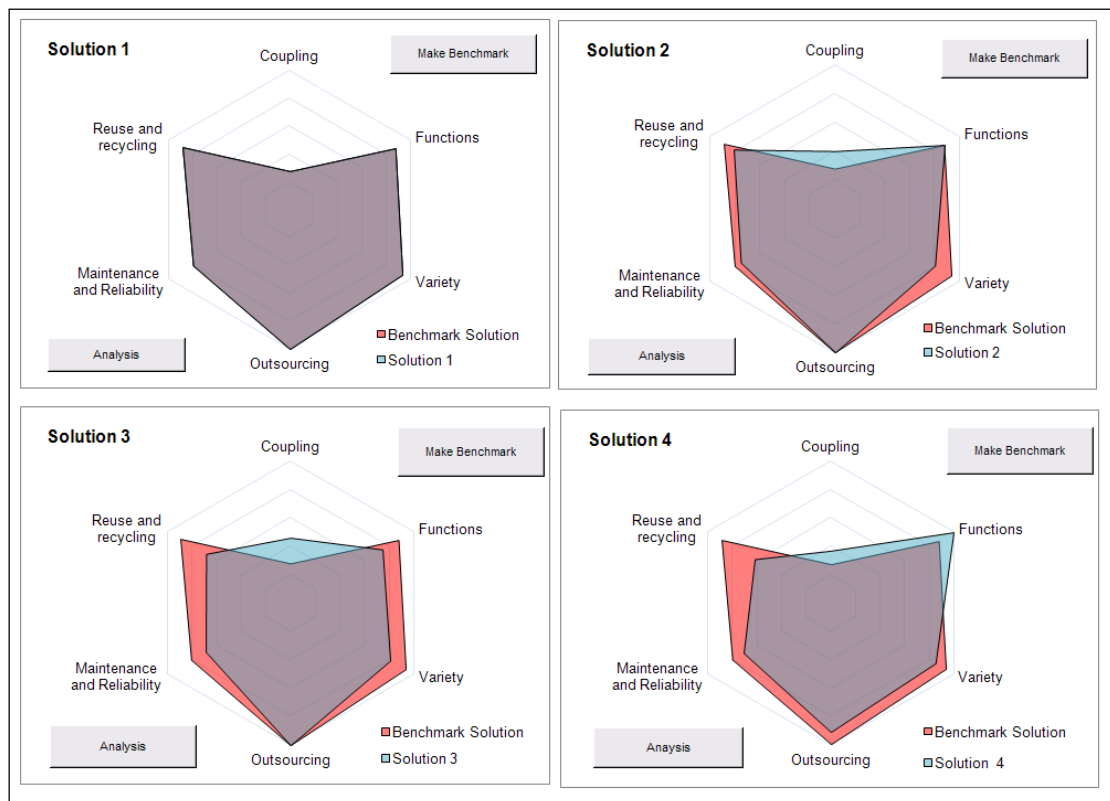 Solution 1
Make Benchmark
Coupling
Functions
Reuse and
recycling
Maintenance
and Reliability
Variety
Outsourcing
Analysis
Benchmark Solution
Solution 1
Solution 2
Make Benchmark
Coupling
Functions
Reuse and
recycling
Maintenance
and Reliability
Variety
Outsourcing
Analysis
Benchmark Solution
Solution 2
Solution 3
Make Benchmark
Coupling
Functions
Reuse and
recycling
Maintenance
and Reliability
Variety
Outsourcing
Analysis
Benchmark Solution
Solution 3
Solution 4
Make Benchmark
Coupling
Functions
Reuse and
recycling
Maintenance
and Reliability
Variety
Outsourcing
Anaysis
Benchmark Solution
Solution 4